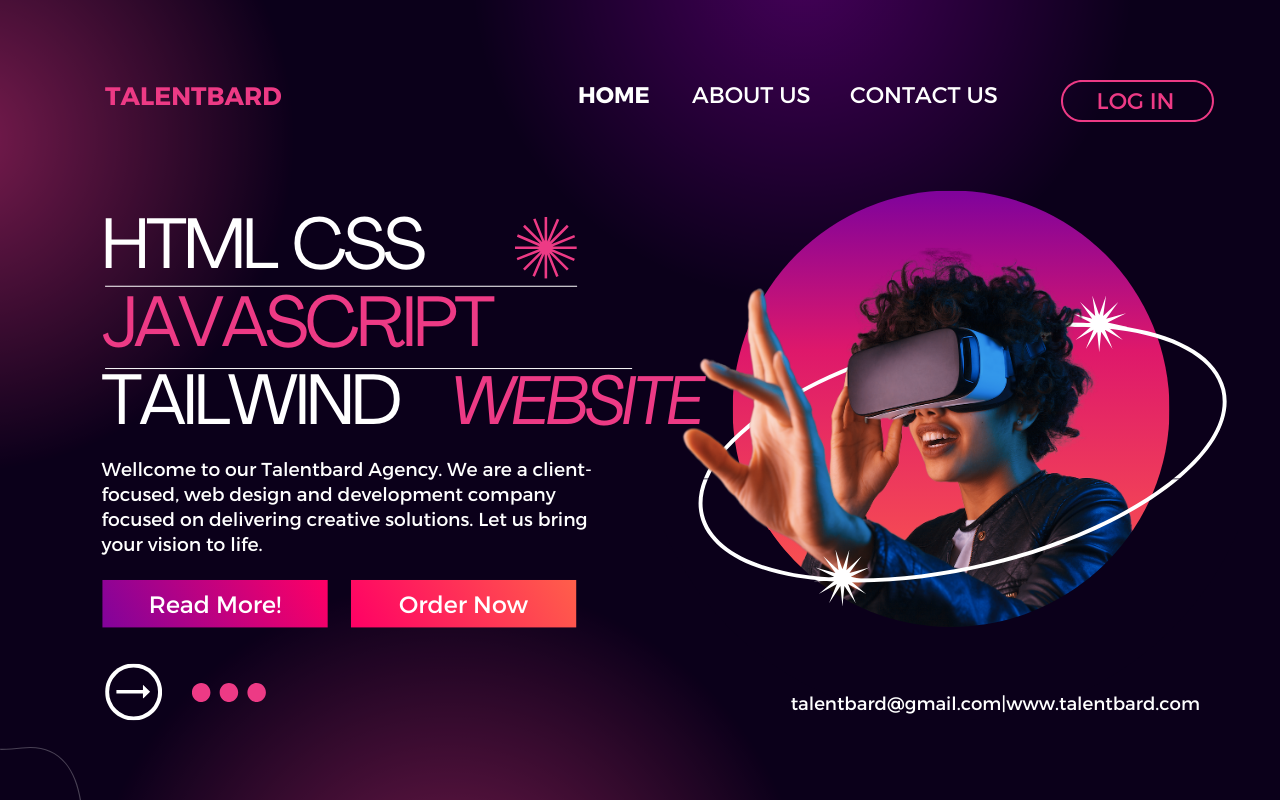 TALENTBARD
HOME ABOUT US CONTACT US LOG IN
HTML CSS
JAVASCRIPT
TAILWIND WEBSITE
Wellcome to our Talentbard Agency. We are a client-
focused, web design and development company
focused on delivering creative solutions. Let us bring
your vision to life.
Read More! Order Now
talentbard@gmail.com|www.talentbard.com